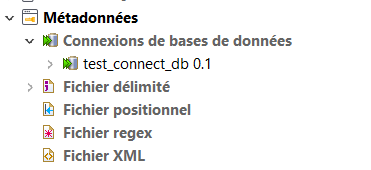 Métadonnées
Connexions de bases de données
test_connect_db 0.1
Fichier délimité
Fichier positionnel
Fichier regex
Fichier XML